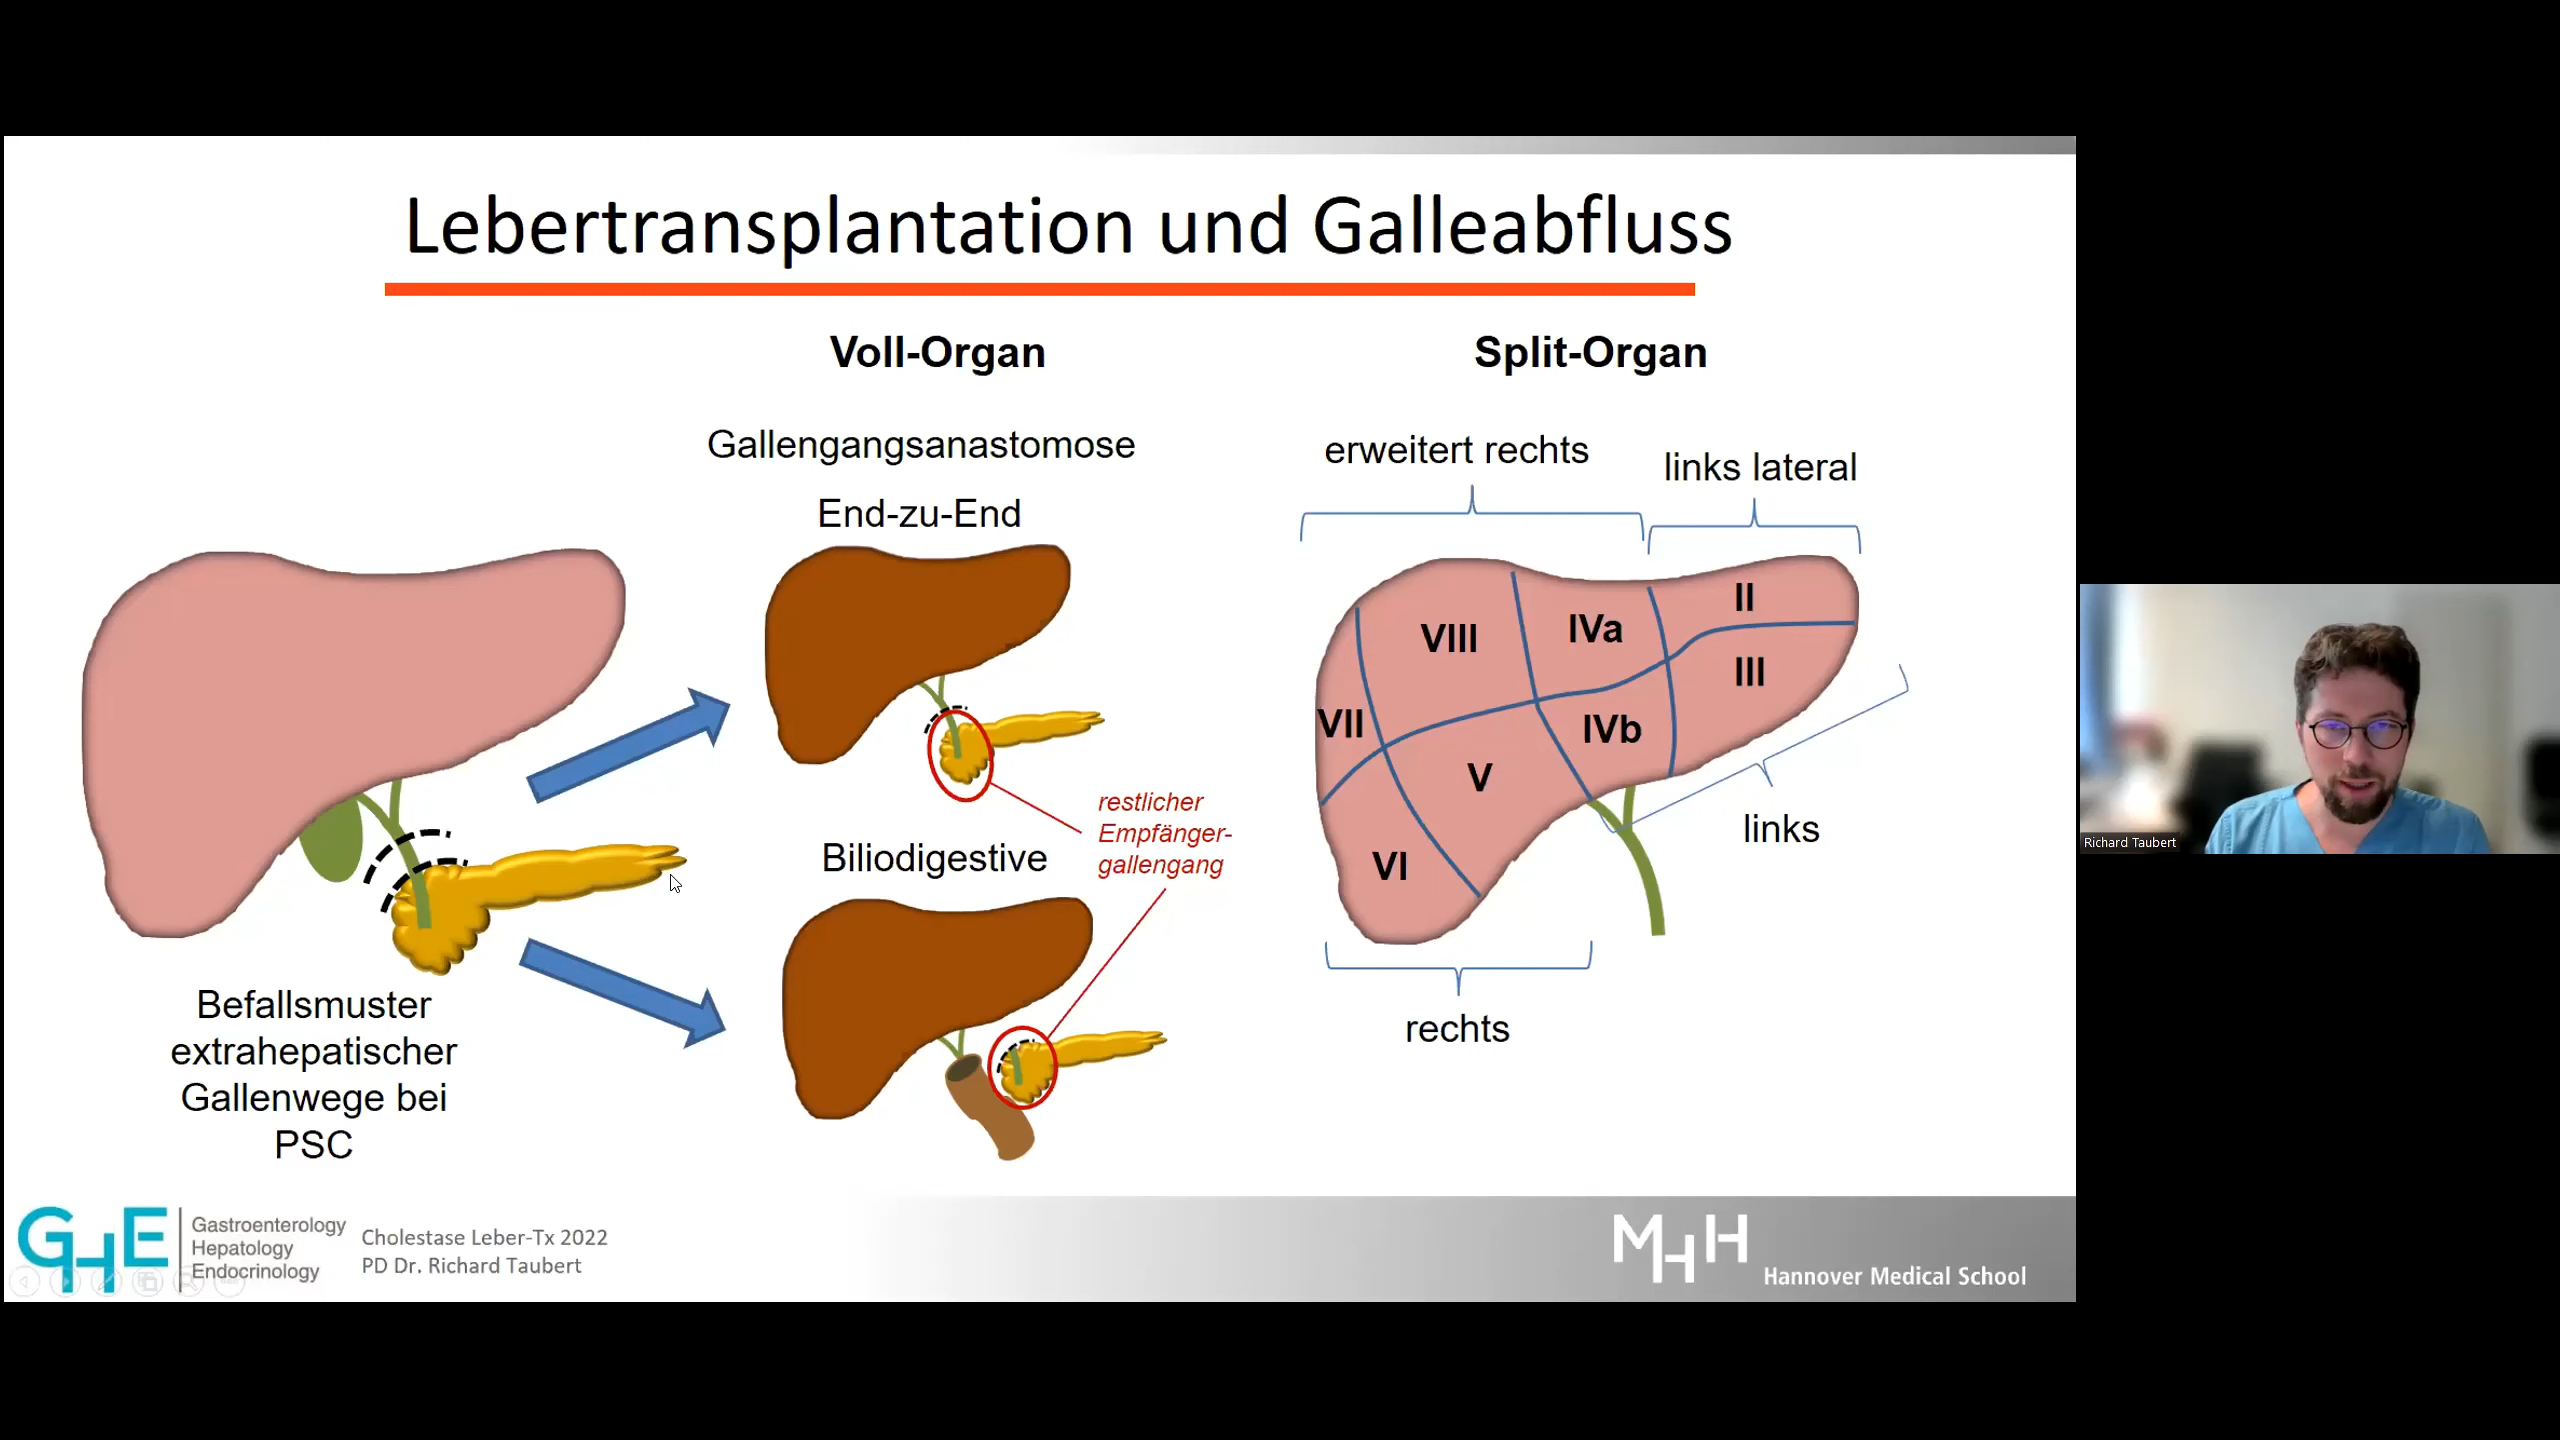 Lebertransplantation und Galleabfluss
Voll-Organ
Split-Organ
Gallengangsanastomose
End-zu-End
erweitert rechts
links lateral
VIII
IVa
II
III
VII
IVb
V
VI
links
rechts
restlicher
Empfänger-
gallengang
Biliodigestive
Befallsmuster
extrahepatischer
Gallenwege bei
PSC
GHE
Gastroenterology
Hepatology
Endocrinology
Cholestase Leber-Tx 2022
PD Dr. Richard Taubert
MHH
Hannover Medical School
Richard Taubert